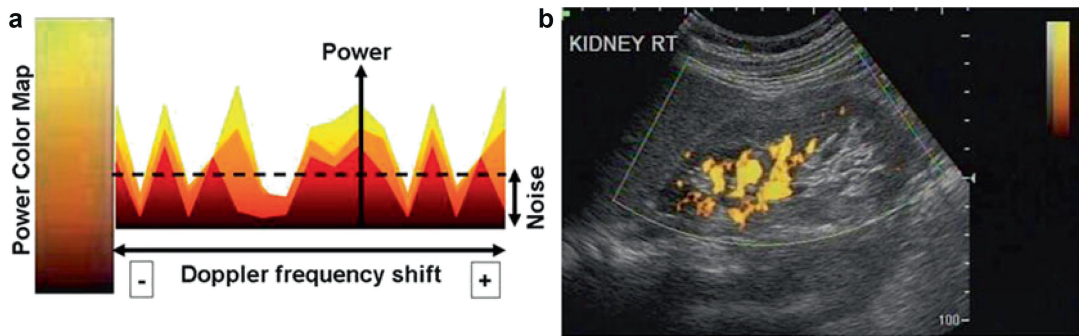 a
Power Color Map
Power
Noise
Doppler frequency shift
-
+
b
KIDNEY RT
100